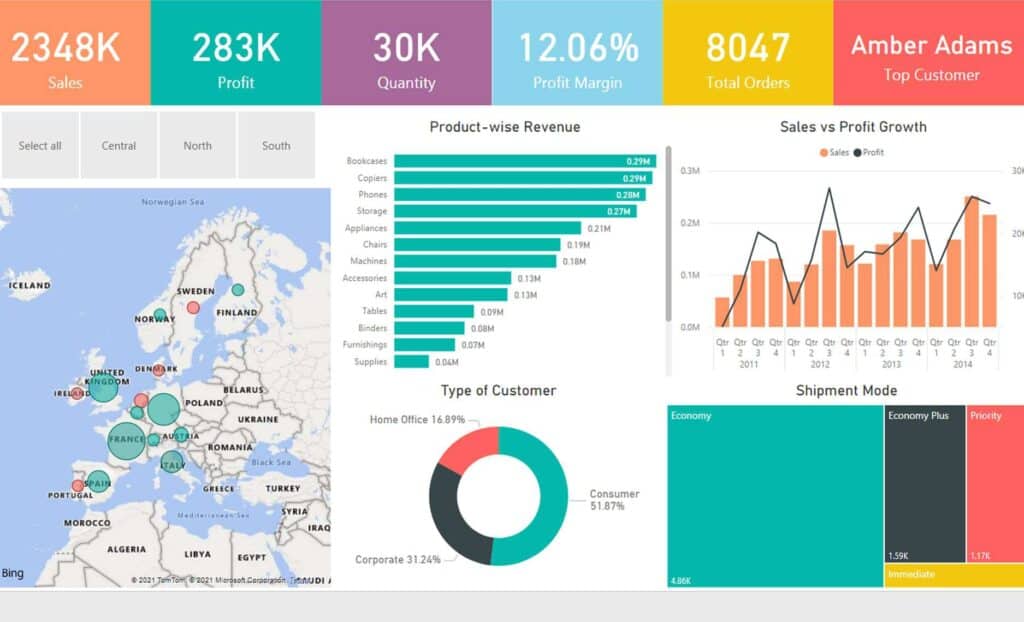 2348K
Sales
283K
Profit
30K
Quantity
12.06%
Profit Margin
8047
Total Orders
Amber Adams
Top Customer
Select all
Central
North
South
Norwegian Sea
ICELAND
SWEDEN
FINLAND
NORWAY
DENMARK
UNITED
KINGDOM
IRELAND
BELARUS
POLAND
UKRAINE
FRANCE
AUSTRIA
ROMANIA
ITALY
Black Sea
SPAIN
PORTUGAL
GREECE
TURKEY
Mediterranean Sea
SYRIA
IRAQ
MOROCCO
ALGERIA
LIBYA
EGYPT
SAUDI A
Bing
© 2021 TomTom, © 2021 Microsoft Corporation,
Product-wise Revenue
Bookcases 0.29M
Copiers 0.29M
Phones 0.28M
Storage 0.27M
Appliances 0.21M
Chairs 0.19M
Machines 0.18M
Accessories 0.13M
Art 0.13M
Tables 0.09M
Binders 0.08M
Furnishings 0.07M
Supplies 0.04M
Sales vs Profit Growth
Sales Profit
0.3M 30K
0.2M 20K
0.1M 10K
0.0M
Qtr Qtr Qtr Qtr Qtr Qtr Qtr Qtr Qtr Qtr Qtr Qtr Qtr Qtr Qtr Qtr
1 2 3 4 1 2 3 4 1 2 3 4 1 2 3 4
2011 2012 2013 2014
Type of Customer
Home Office 16.89%
Consumer
51.87%
Corporate 31.24%
Shipment Mode
Economy
4.86K
Economy Plus
1.59K
Priority
1.17K
Immediate